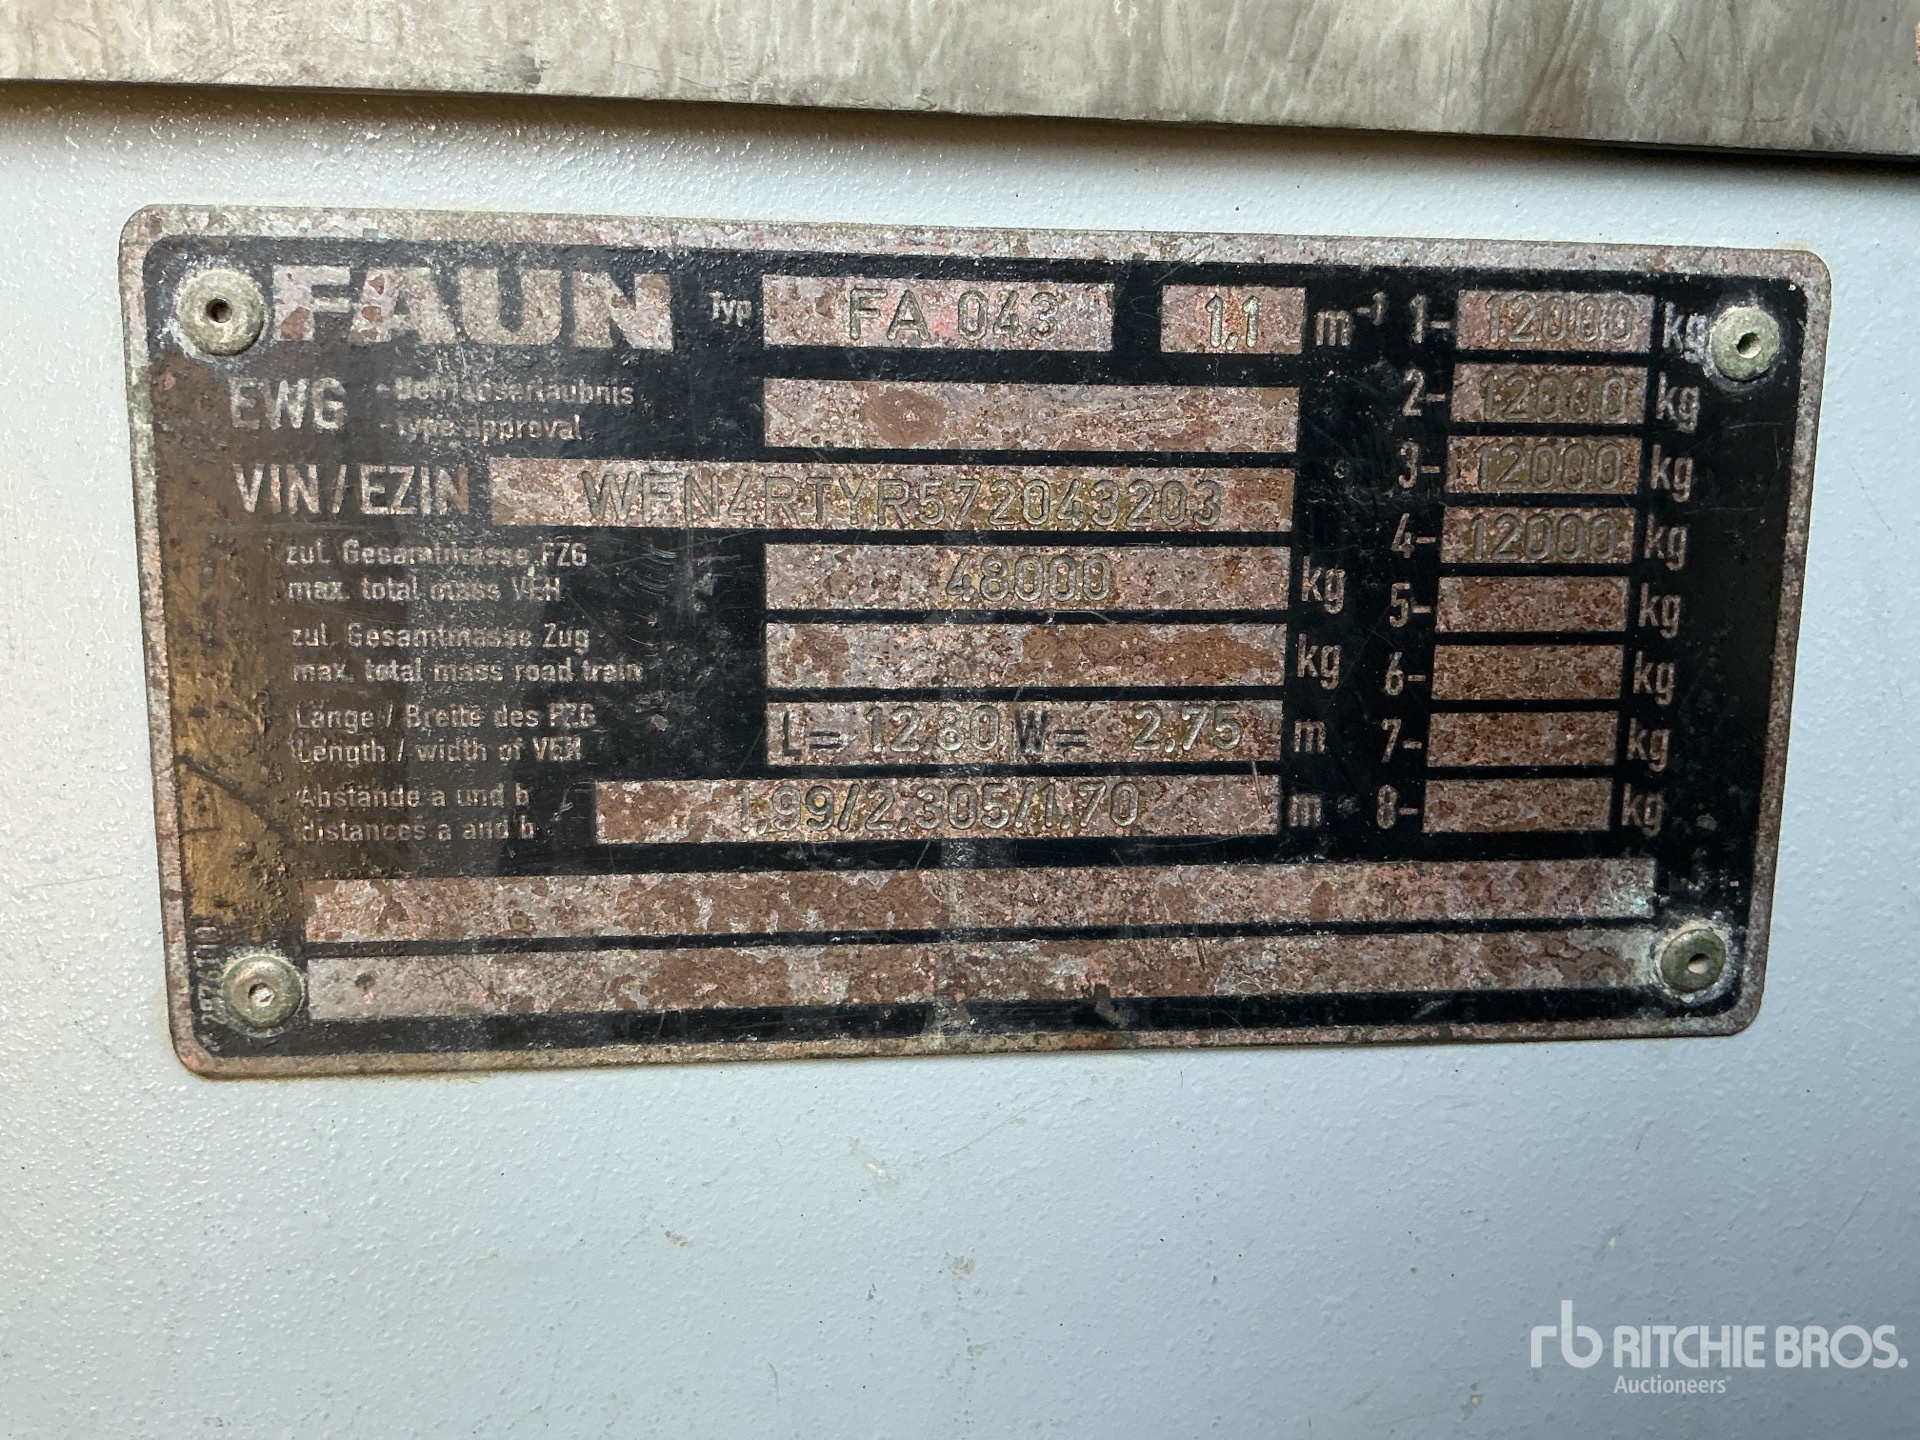 FAUN Typ FA 043 1,1 m⁻¹ 1- 12000 kg
EWG - Betriebserlaubnis
- type approval
2- 12000 kg
VIN/EZIN WFN4RTYR572043203 3- 12000 kg
zul. Gesamtmasse FZG
max. total mass VEH
48000 kg 4- 12000 kg
zul. Gesamtmasse Zug
max. total mass road train
kg 5- kg
6- kg
Länge / Breite des FZG
Length / width of VEH
L= 12,80 W= 2,75 m 7- kg
Abstände a und b
distances a and b
1,99/2,305/1,70 m 8- kg
rb RITCHIE BROS.
Auctioneers